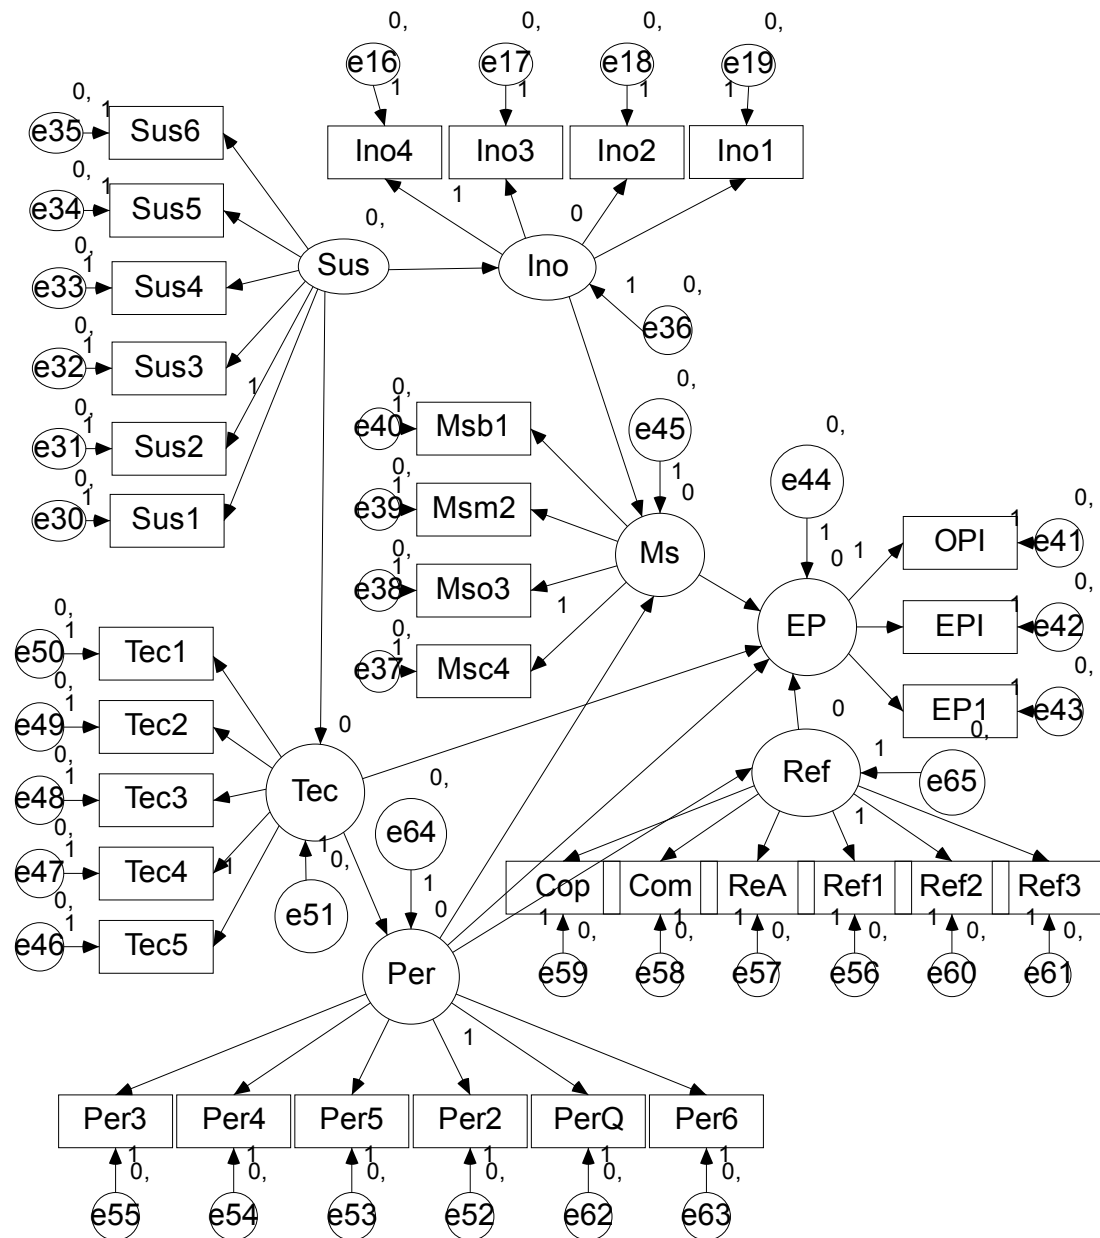 0, 0, 0, 0,
e16 e17 e18 e19
1 1 1 1
Ino4 Ino3 Ino2 Ino1
0,
e35 1 Sus6
0,
e34 1 Sus5
0,
e33 1 Sus4
0,
e32 1 Sus3
0,
e31 1 Sus2
0,
e30 1 Sus1
1
0,
Sus
1 0
Ino
1 0,
e36
0,
e40 1 Msb1
0,
e39 1 Msm2
0,
e38 1 Mso3
0,
e37 1 Msc4
1
0,
e45
1
0
Ms
0,
e44
1
0 1
EP
OPI 1 0,
e41
EPI 1 0,
e42
EP1 1 0,
e43
0,
e50 1 Tec1
0,
e49 1 Tec2
0,
e48 1 Tec3
0,
e47 1 Tec4
0,
e46 1 Tec5
1
0
Tec
1 0,
e51
0,
e64
1
0
Per
0
Ref
1 0,
e65
1
Cop Com ReA Ref1 Ref2 Ref3
1 0, 1 0, 1 0, 1 0, 1 0, 1 0,
e59 e58 e57 e56 e60 e61
1
Per3 Per4 Per5 Per2 PerQ Per6
1 1 1 1 1 1
0, 0, 0, 0, 0, 0,
e55 e54 e53 e52 e62 e63